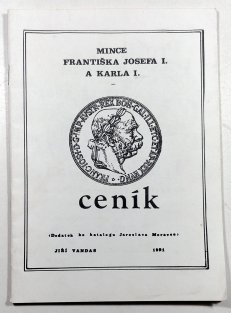 MINCE
FRANTIŠKA JOSEFA I.
A KARLA I.
ceník
(Dodatek ke katalogu Jaroslava Moravce)
JIŘÍ VANDAS 1991